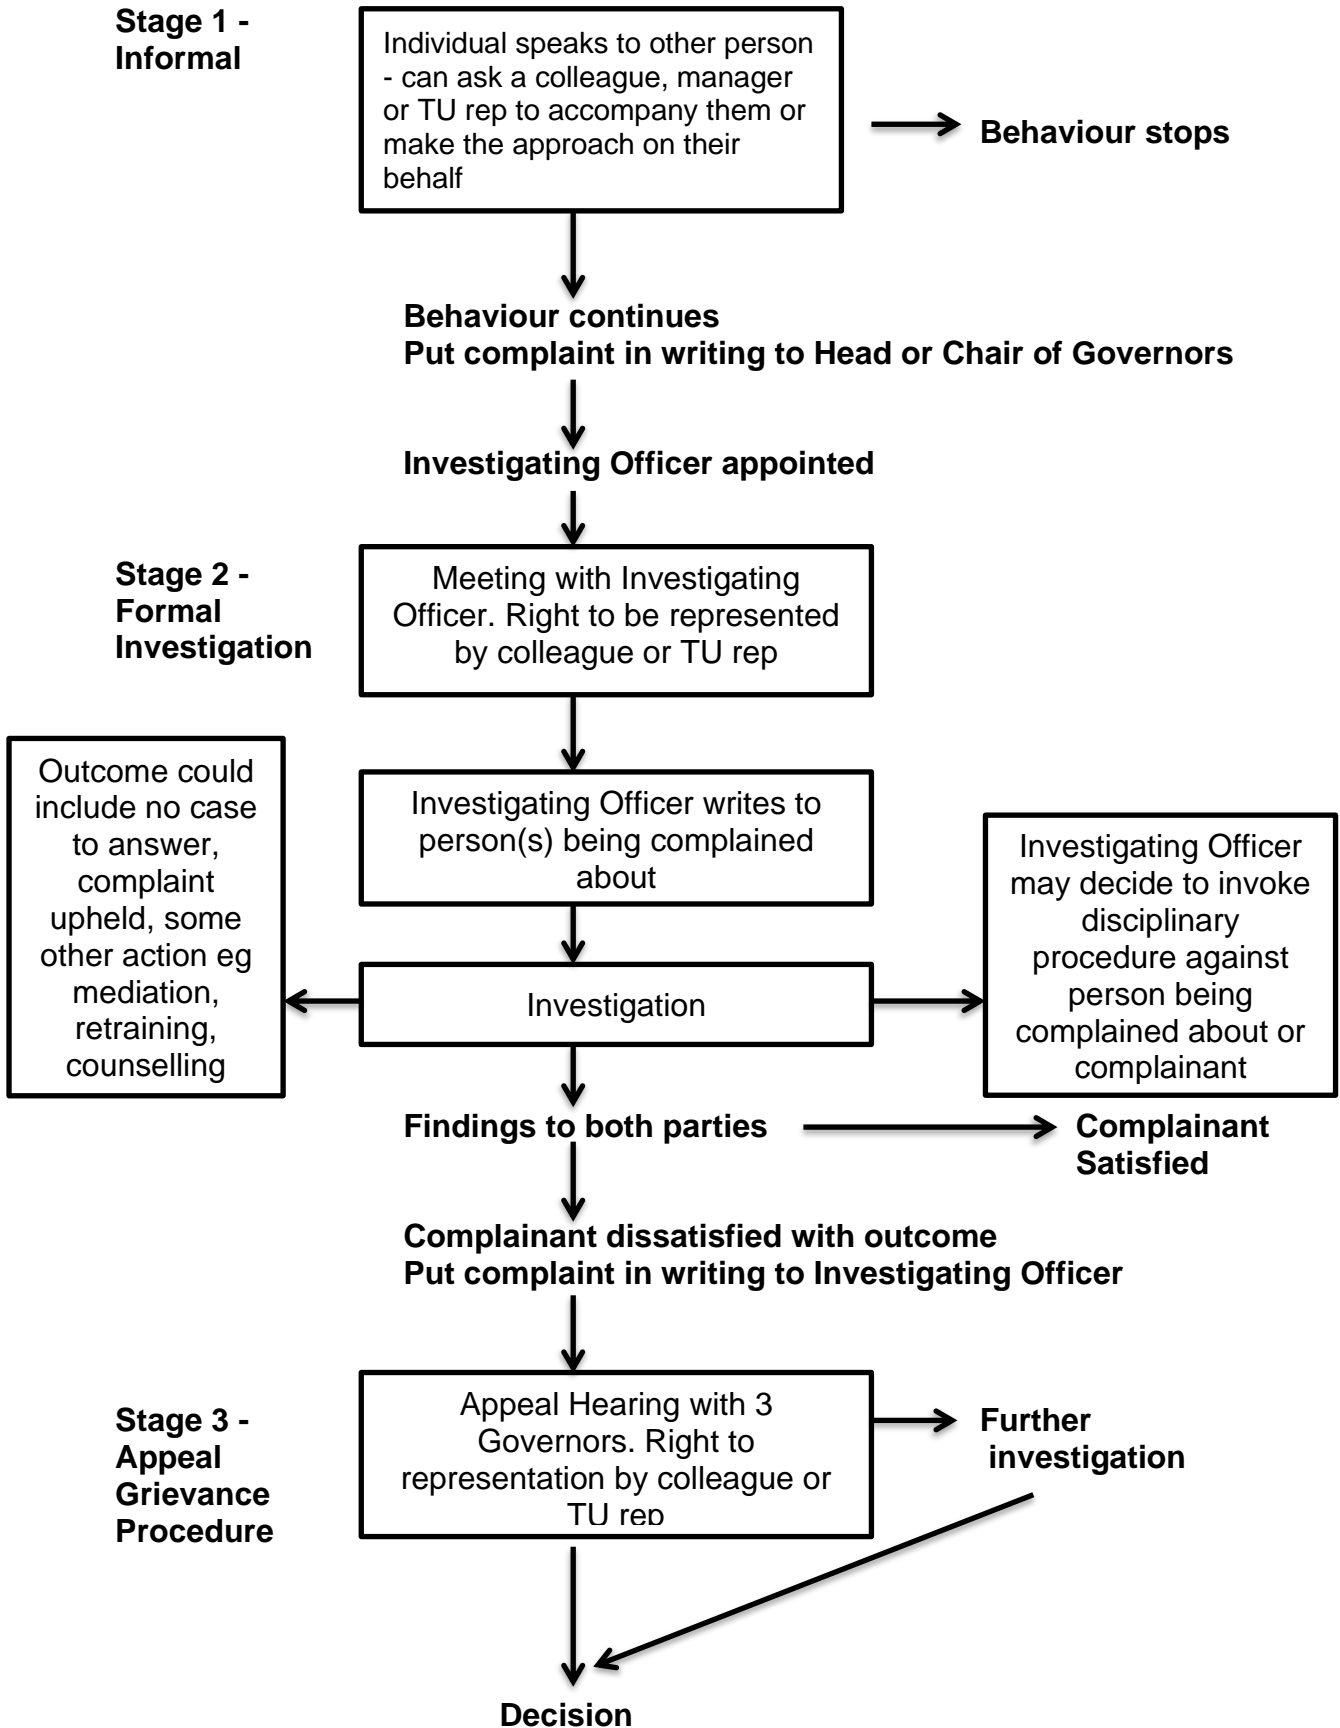 Stage 1 -
Informal
Individual speaks to other person
- can ask a colleague, manager
or TU rep to accompany them or
make the approach on their
behalf
Behaviour stops
Behaviour continues
Put complaint in writing to Head or Chair of Governors
Investigating Officer appointed
Stage 2 -
Formal
Investigation
Meeting with Investigating
Officer. Right to be represented
by colleague or TU rep
Outcome could
include no case
to answer,
complaint
upheld, some
other action eg
mediation,
retraining,
counselling
Investigating Officer writes to
person(s) being complained
about
Investigating Officer
may decide to invoke
disciplinary
procedure against
person being
complained about or
complainant
Investigation
Findings to both parties
Complainant
Satisfied
Complainant dissatisfied with outcome
Put complaint in writing to Investigating Officer
Stage 3 -
Appeal
Grievance
Procedure
Appeal Hearing with 3
Governors. Right to
representation by colleague or
TU rep
Further
investigation
Decision